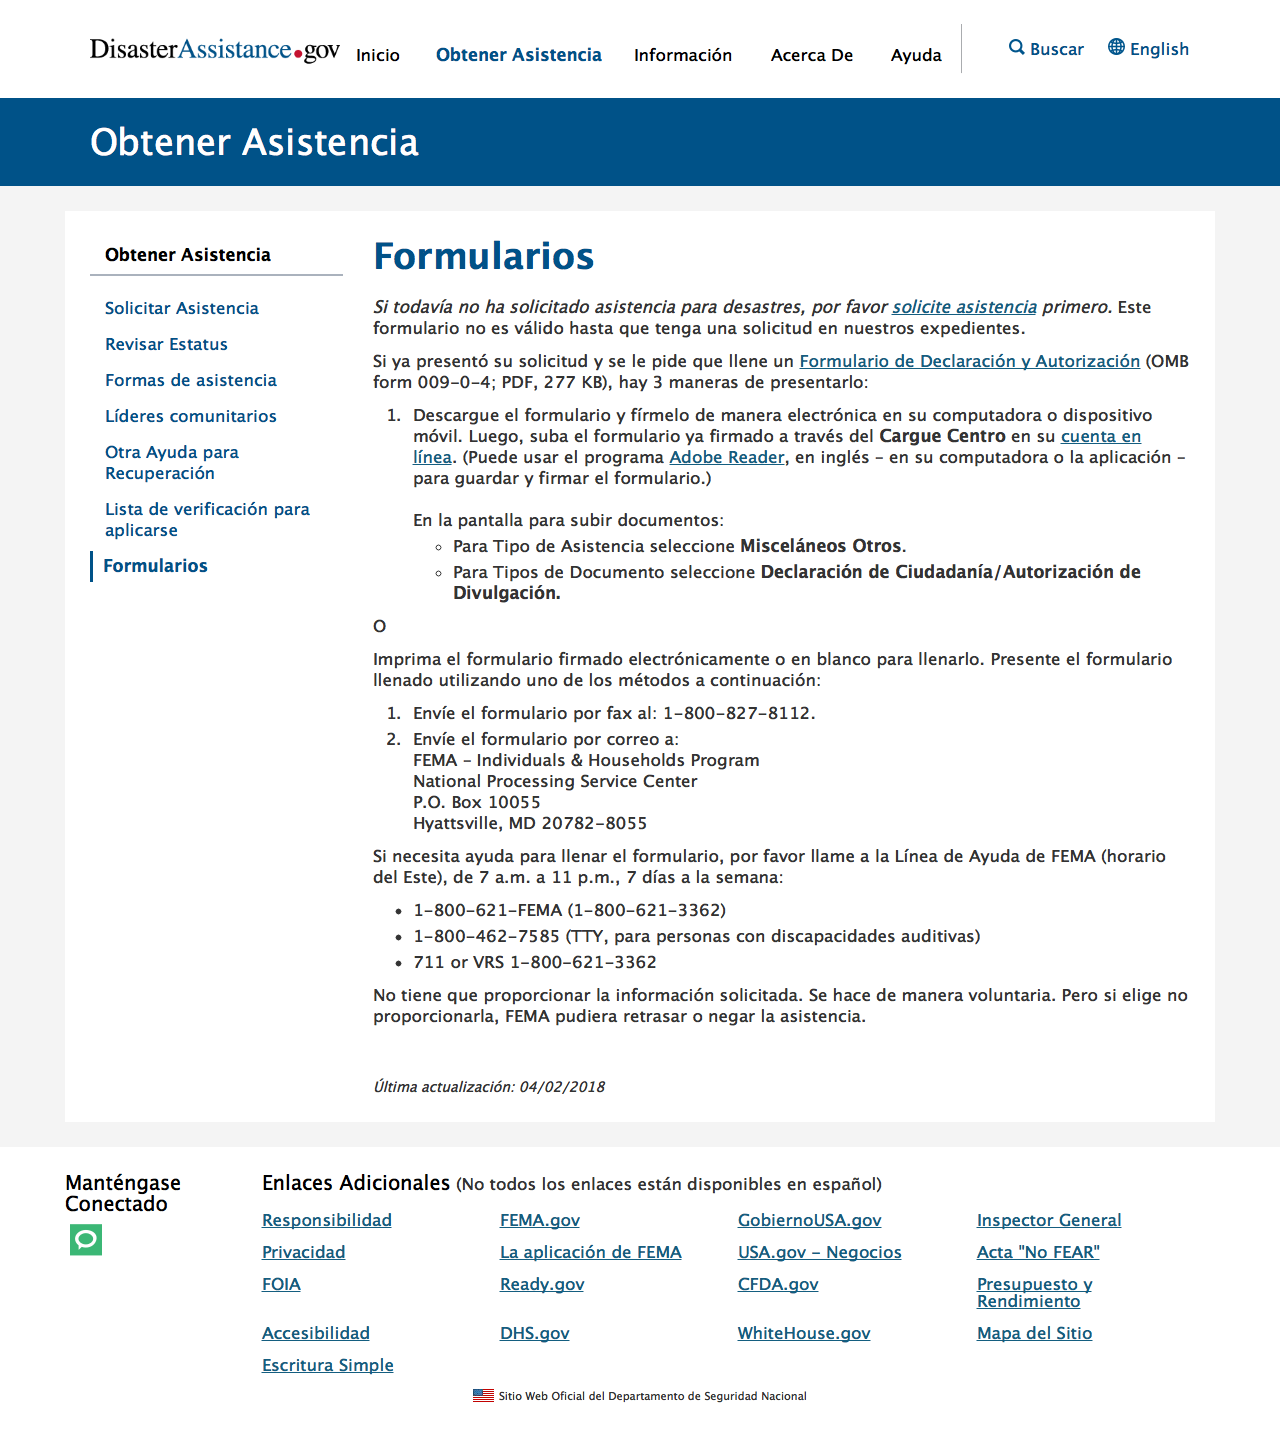 DisasterAssistance.gov
Inicio
Obtener Asistencia
Información
Acerca De
Ayuda
Buscar
English
Obtener Asistencia
Obtener Asistencia
Solicitar Asistencia
Revisar Estatus
Formas de asistencia
Líderes comunitarios
Otra Ayuda para
Recuperación
Lista de verificación para
aplicarse
Formularios
Formularios
Si todavía no ha solicitado asistencia para desastres, por favor solicite asistencia primero. Este
formulario no es válido hasta que tenga una solicitud en nuestros expedientes.
Si ya presentó su solicitud y se le pide que llene un Formulario de Declaración y Autorización (OMB
form 009-0-4; PDF, 277 KB), hay 3 maneras de presentarlo:
1. Descargue el formulario y fírmelo de manera electrónica en su computadora o dispositivo
móvil. Luego, suba el formulario ya firmado a través del Cargue Centro en su cuenta en
línea. (Puede usar el programa Adobe Reader, en inglés – en su computadora o la aplicación –
para guardar y firmar el formulario.)
En la pantalla para subir documentos:
◦ Para Tipo de Asistencia seleccione Misceláneos Otros.
◦ Para Tipos de Documento seleccione Declaración de Ciudadanía/Autorización de
Divulgación.
O
Imprima el formulario firmado electrónicamente o en blanco para llenarlo. Presente el formulario
llenado utilizando uno de los métodos a continuación:
1. Envíe el formulario por fax al: 1-800-827-8112.
2. Envíe el formulario por correo a:
FEMA – Individuals & Households Program
National Processing Service Center
P.O. Box 10055
Hyattsville, MD 20782-8055
Si necesita ayuda para llenar el formulario, por favor llame a la Línea de Ayuda de FEMA (horario
del Este), de 7 a.m. a 11 p.m., 7 días a la semana:
• 1-800-621-FEMA (1-800-621-3362)
• 1-800-462-7585 (TTY, para personas con discapacidades auditivas)
• 711 or VRS 1-800-621-3362
No tiene que proporcionar la información solicitada. Se hace de manera voluntaria. Pero si elige no
proporcionarla, FEMA pudiera retrasar o negar la asistencia.
Última actualización: 04/02/2018
Manténgase
Conectado
Enlaces Adicionales (No todos los enlaces están disponibles en español)
Responsibilidad
FEMA.gov
GobiernoUSA.gov
Inspector General
Privacidad
La aplicación de FEMA
USA.gov – Negocios
Acta "No FEAR"
FOIA
Ready.gov
CFDA.gov
Presupuesto y
Rendimiento
Accesibilidad
DHS.gov
WhiteHouse.gov
Mapa del Sitio
Escritura Simple
Sitio Web Oficial del Departamento de Seguridad Nacional